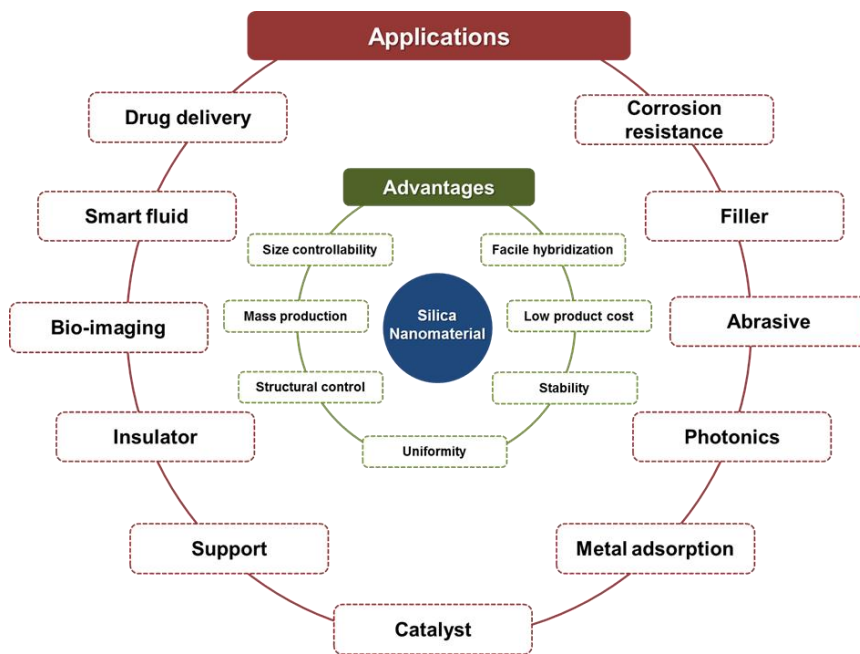 Applications
Drug delivery
Corrosion
resistance
Advantages
Smart fluid
Filler
Size controllability
Facile hybridization
Silica
Nanomaterial
Mass production
Low product cost
Bio-imaging
Abrasive
Structural control
Stability
Insulator
Photonics
Uniformity
Support
Metal adsorption
Catalyst